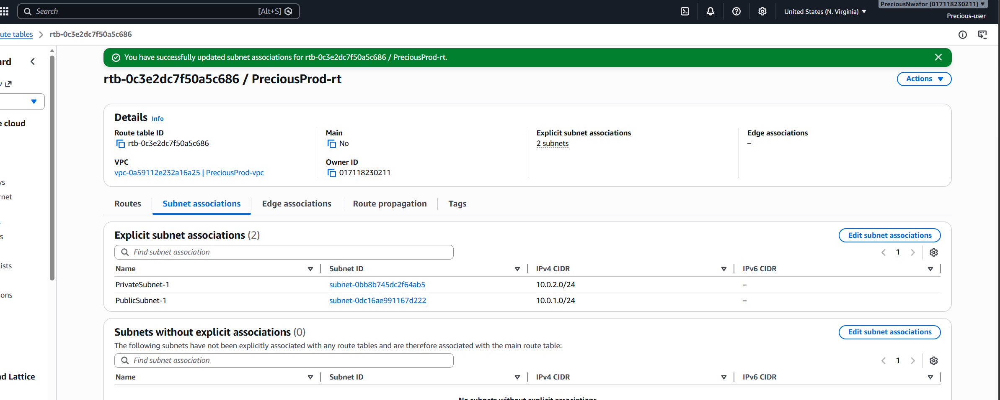 Search [Alt+S]
United States (N. Virginia)
PreciousNwafor (017118230211)
Precious-user
ute tables > rtb-0c3e2dc7f50a5c686
You have successfully updated subnet associations for rtb-0c3e2dc7f50a5c686 / PreciousProd-rt.
rtb-0c3e2dc7f50a5c686 / PreciousProd-rt
Actions
ard
e cloud
ys
rnet
s
s
lists
ons
nd Lattice
Details Info
Route table ID
rtb-0c3e2dc7f50a5c686
Main
No
Explicit subnet associations
2 subnets
Edge associations
–
VPC
vpc-0a59112e232a16a25 | PreciousProd-vpc
Owner ID
017118230211
Routes Subnet associations Edge associations Route propagation Tags
Explicit subnet associations (2)
Edit subnet associations
Find subnet association
1
Name Subnet ID IPv4 CIDR IPv6 CIDR
PrivateSubnet-1 subnet-0bb8b745dc2f64ab5 10.0.2.0/24 –
PublicSubnet-1 subnet-0dc16ae991167d222 10.0.1.0/24 –
Subnets without explicit associations (0)
Edit subnet associations
The following subnets have not been explicitly associated with any route tables and are therefore associated with the main route table:
Find subnet association
1
Name Subnet ID IPv4 CIDR IPv6 CIDR
No subnets without explicit associations